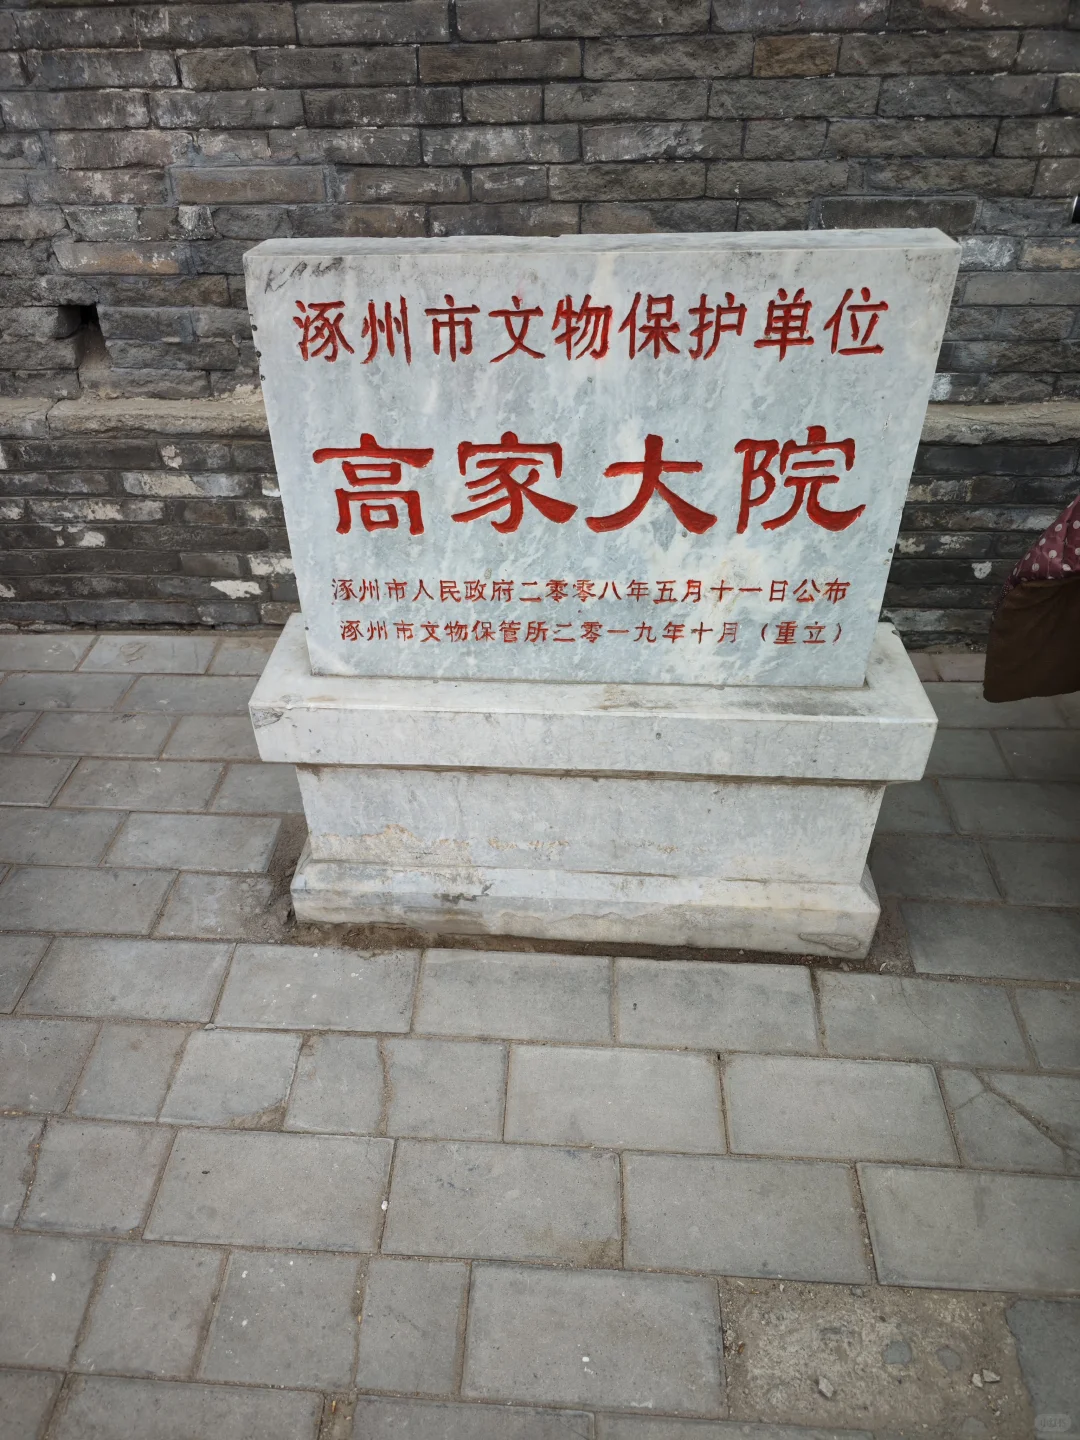 涿州市文物保护单位
高家大院
涿州市人民政府二零零八年五月十一日公布
涿州市文物保管所二零一九年十月（重立）